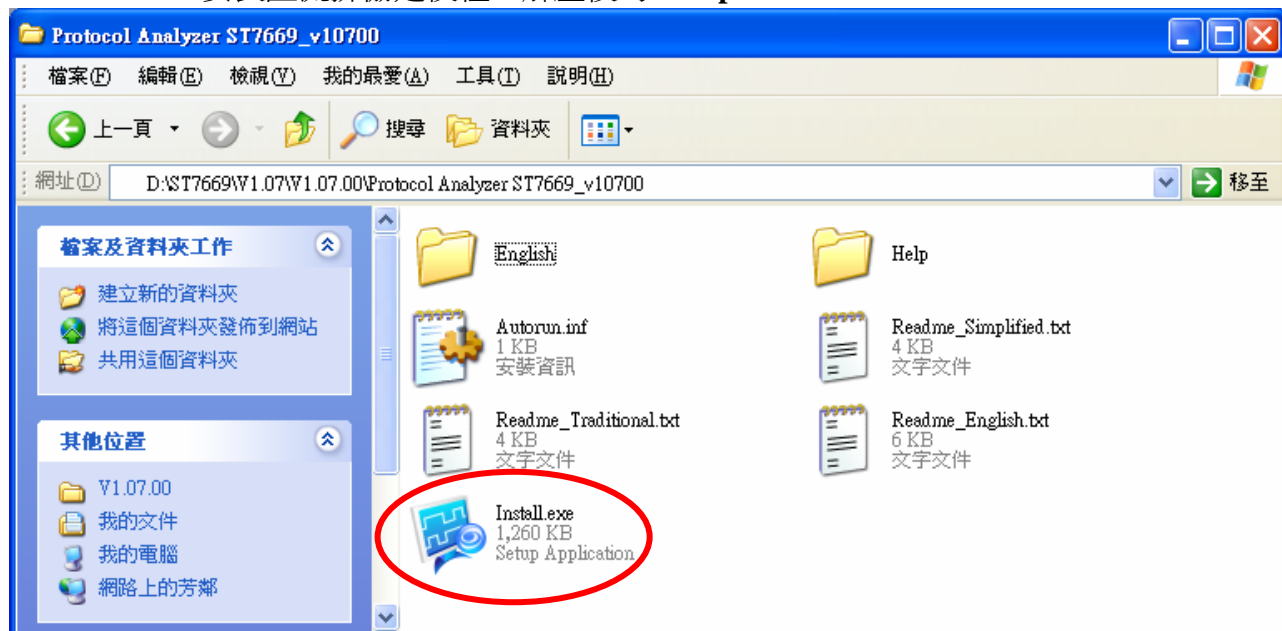 Protocol Analyzer ST7669_v10700
檔案(F) 編輯(E) 檢視(V) 我的最愛(A) 工具(T) 說明(H)
上一頁 搜尋 資料夾
網址(D) D:\ST7669\V1.07\V1.07.00\Protocol Analyzer ST7669_v10700 移至
檔案及資料夾工作
建立新的資料夾
將這個資料夾發佈到網站
共用這個資料夾
其他位置
V1.07.00
我的文件
我的電腦
網路上的芳鄰
English
Help
Autorun.inf
1 KB
安裝資訊
Readme_Simplified.txt
4 KB
文字文件
Readme_Traditional.txt
4 KB
文字文件
Readme_English.txt
6 KB
文字文件
Install.exe
1,260 KB
Setup Application